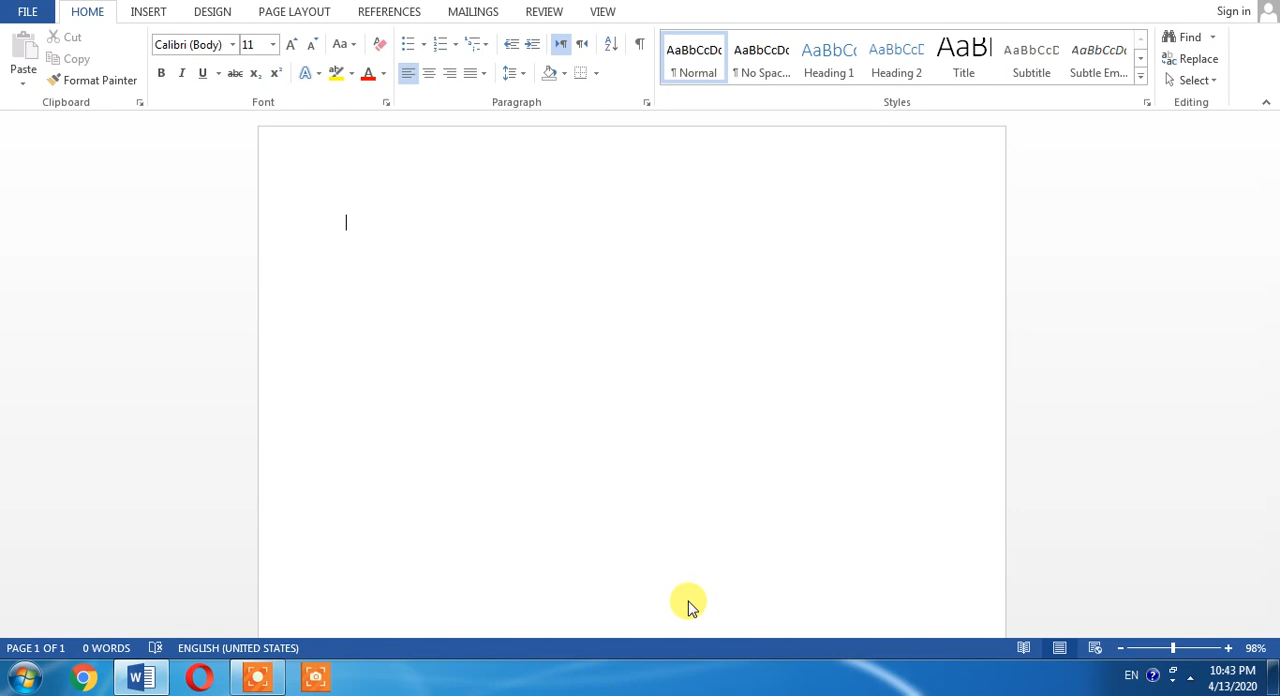 FILE HOME INSERT DESIGN PAGE LAYOUT REFERENCES MAILINGS REVIEW VIEW Sign in
Paste
Cut
Copy
Format Painter
Clipboard
Calibri (Body) 11
Font
Paragraph
AaBbCcDc AaBbCcDc AaBbCc AaBbCcD AaBl AaBbCcD AaBbCcDc
¶ Normal ¶ No Spac... Heading 1 Heading 2 Title Subtitle Subtle Em...
Styles
Find
Replace
Select
Editing
PAGE 1 OF 1 0 WORDS ENGLISH (UNITED STATES) 98%
EN 10:43 PM
4/13/2020